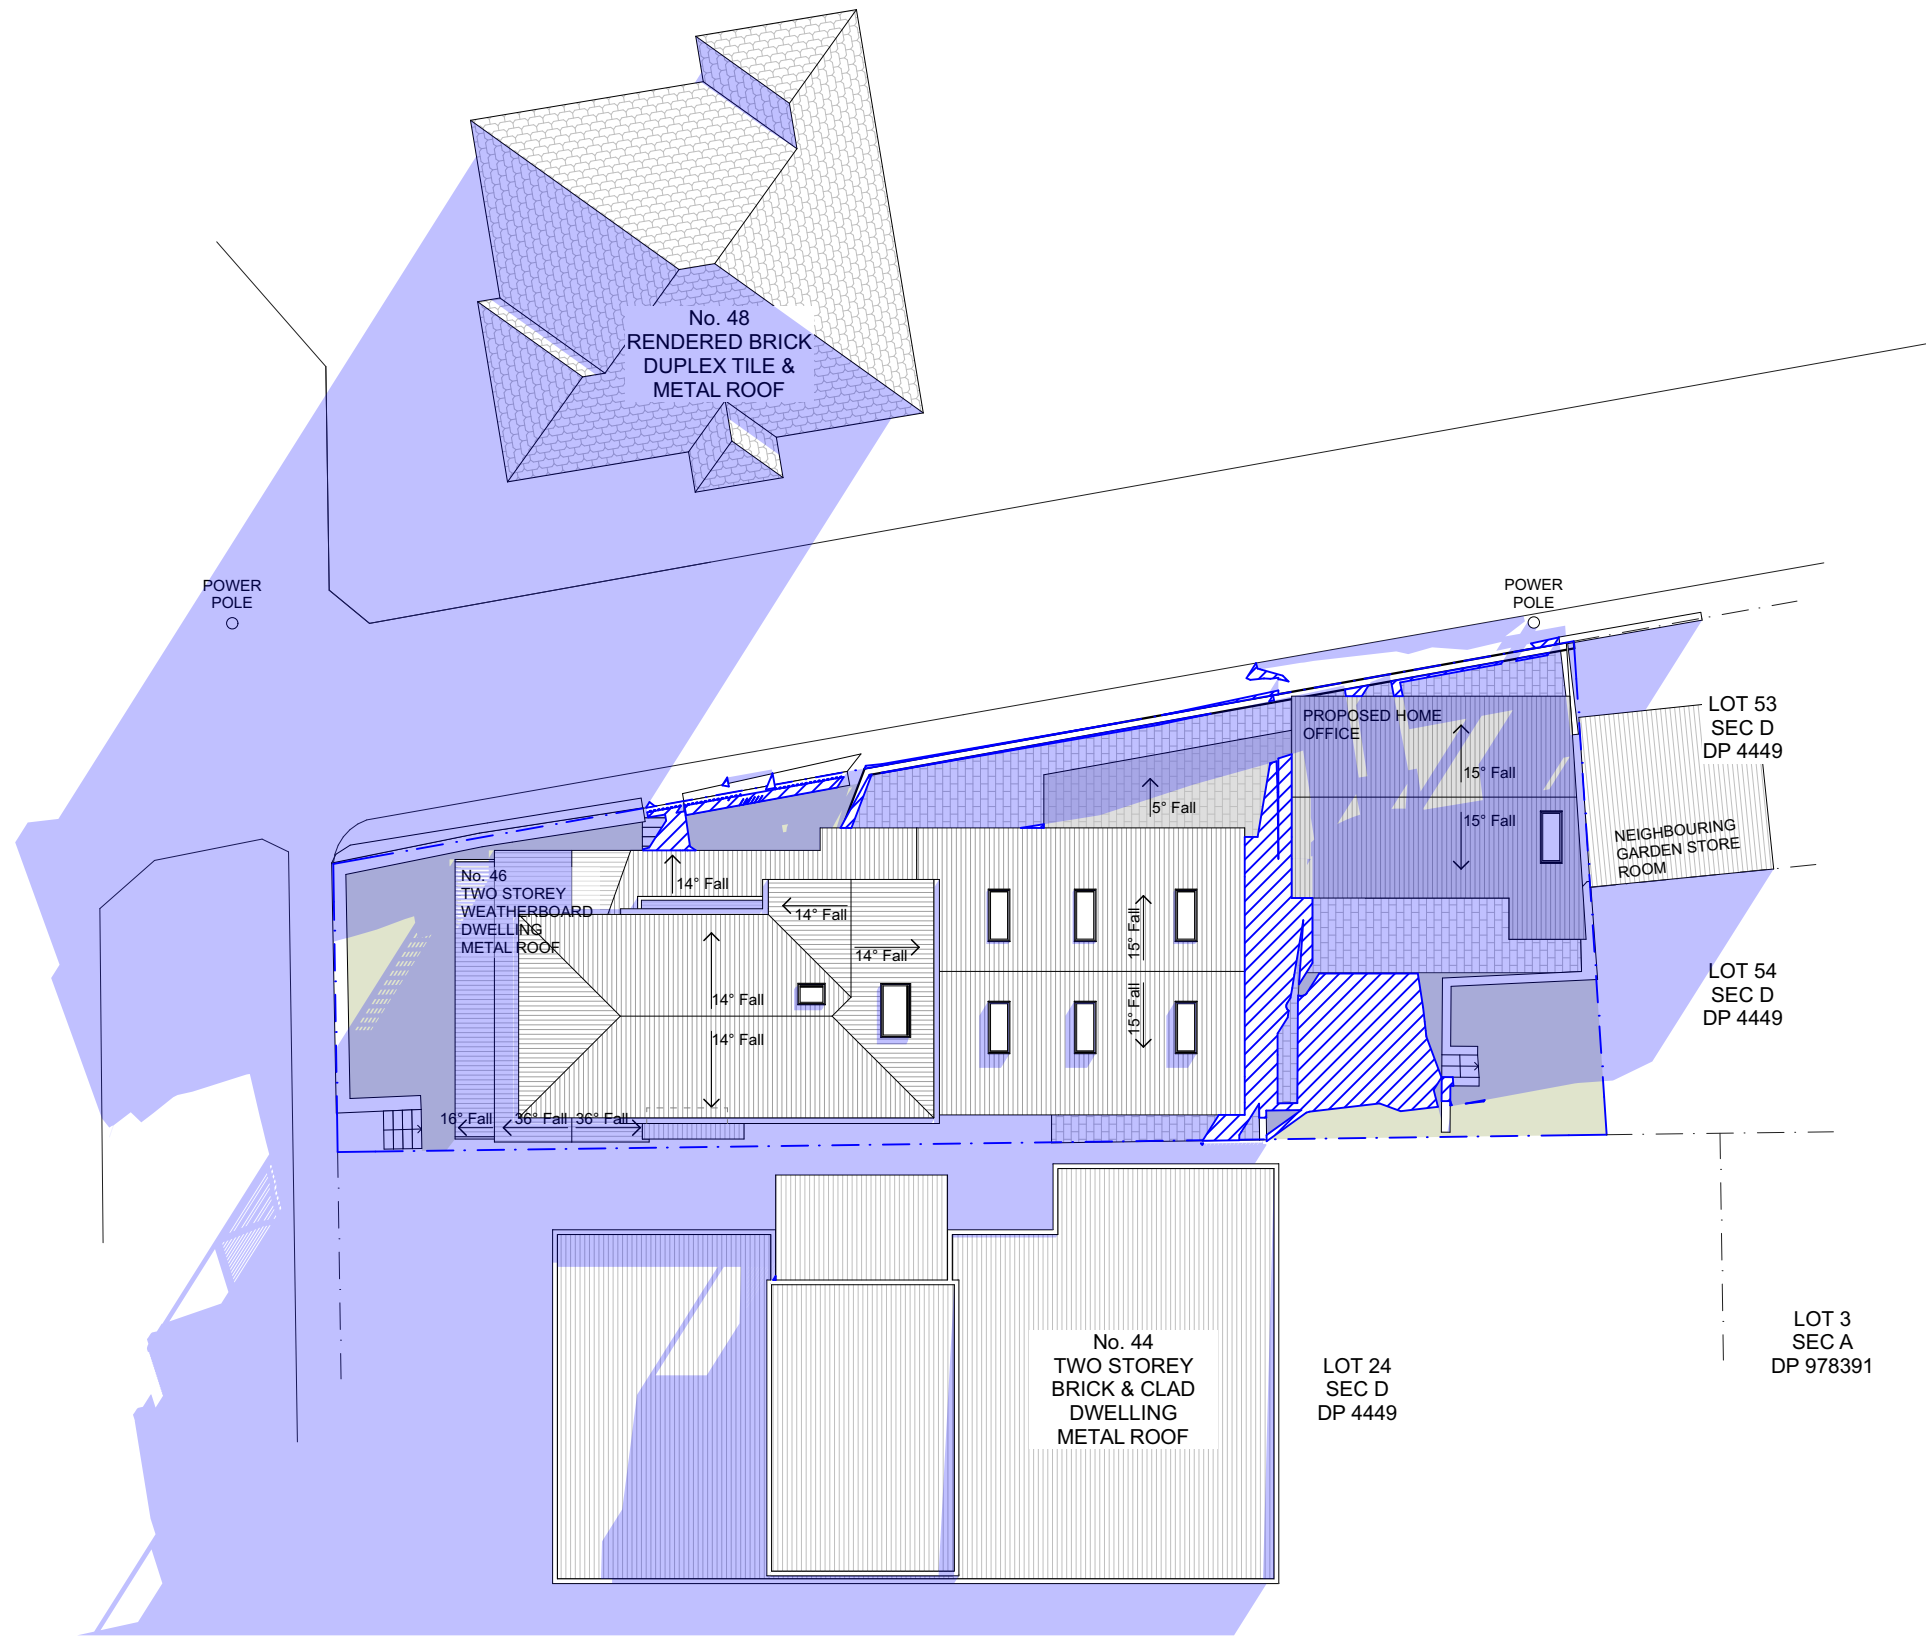 No. 48
RENDERED BRICK
DUPLEX TILE &
METAL ROOF
POWER
POLE
POWER
POLE
LOT 53
SEC D
DP 4449
PROPOSED HOME
OFFICE
15° Fall
15° Fall
5° Fall
NEIGHBOURING
GARDEN STORE
ROOM
No. 46
TWO STOREY
WEATHERBOARD
DWELLING
METAL ROOF
14° Fall
14° Fall
14° Fall
14° Fall
14° Fall
15° Fall
15° Fall
16° Fall
36° Fall
36° Fall
LOT 54
SEC D
DP 4449
No. 44
TWO STOREY
BRICK & CLAD
DWELLING
METAL ROOF
LOT 24
SEC D
DP 4449
LOT 3
SEC A
DP 978391